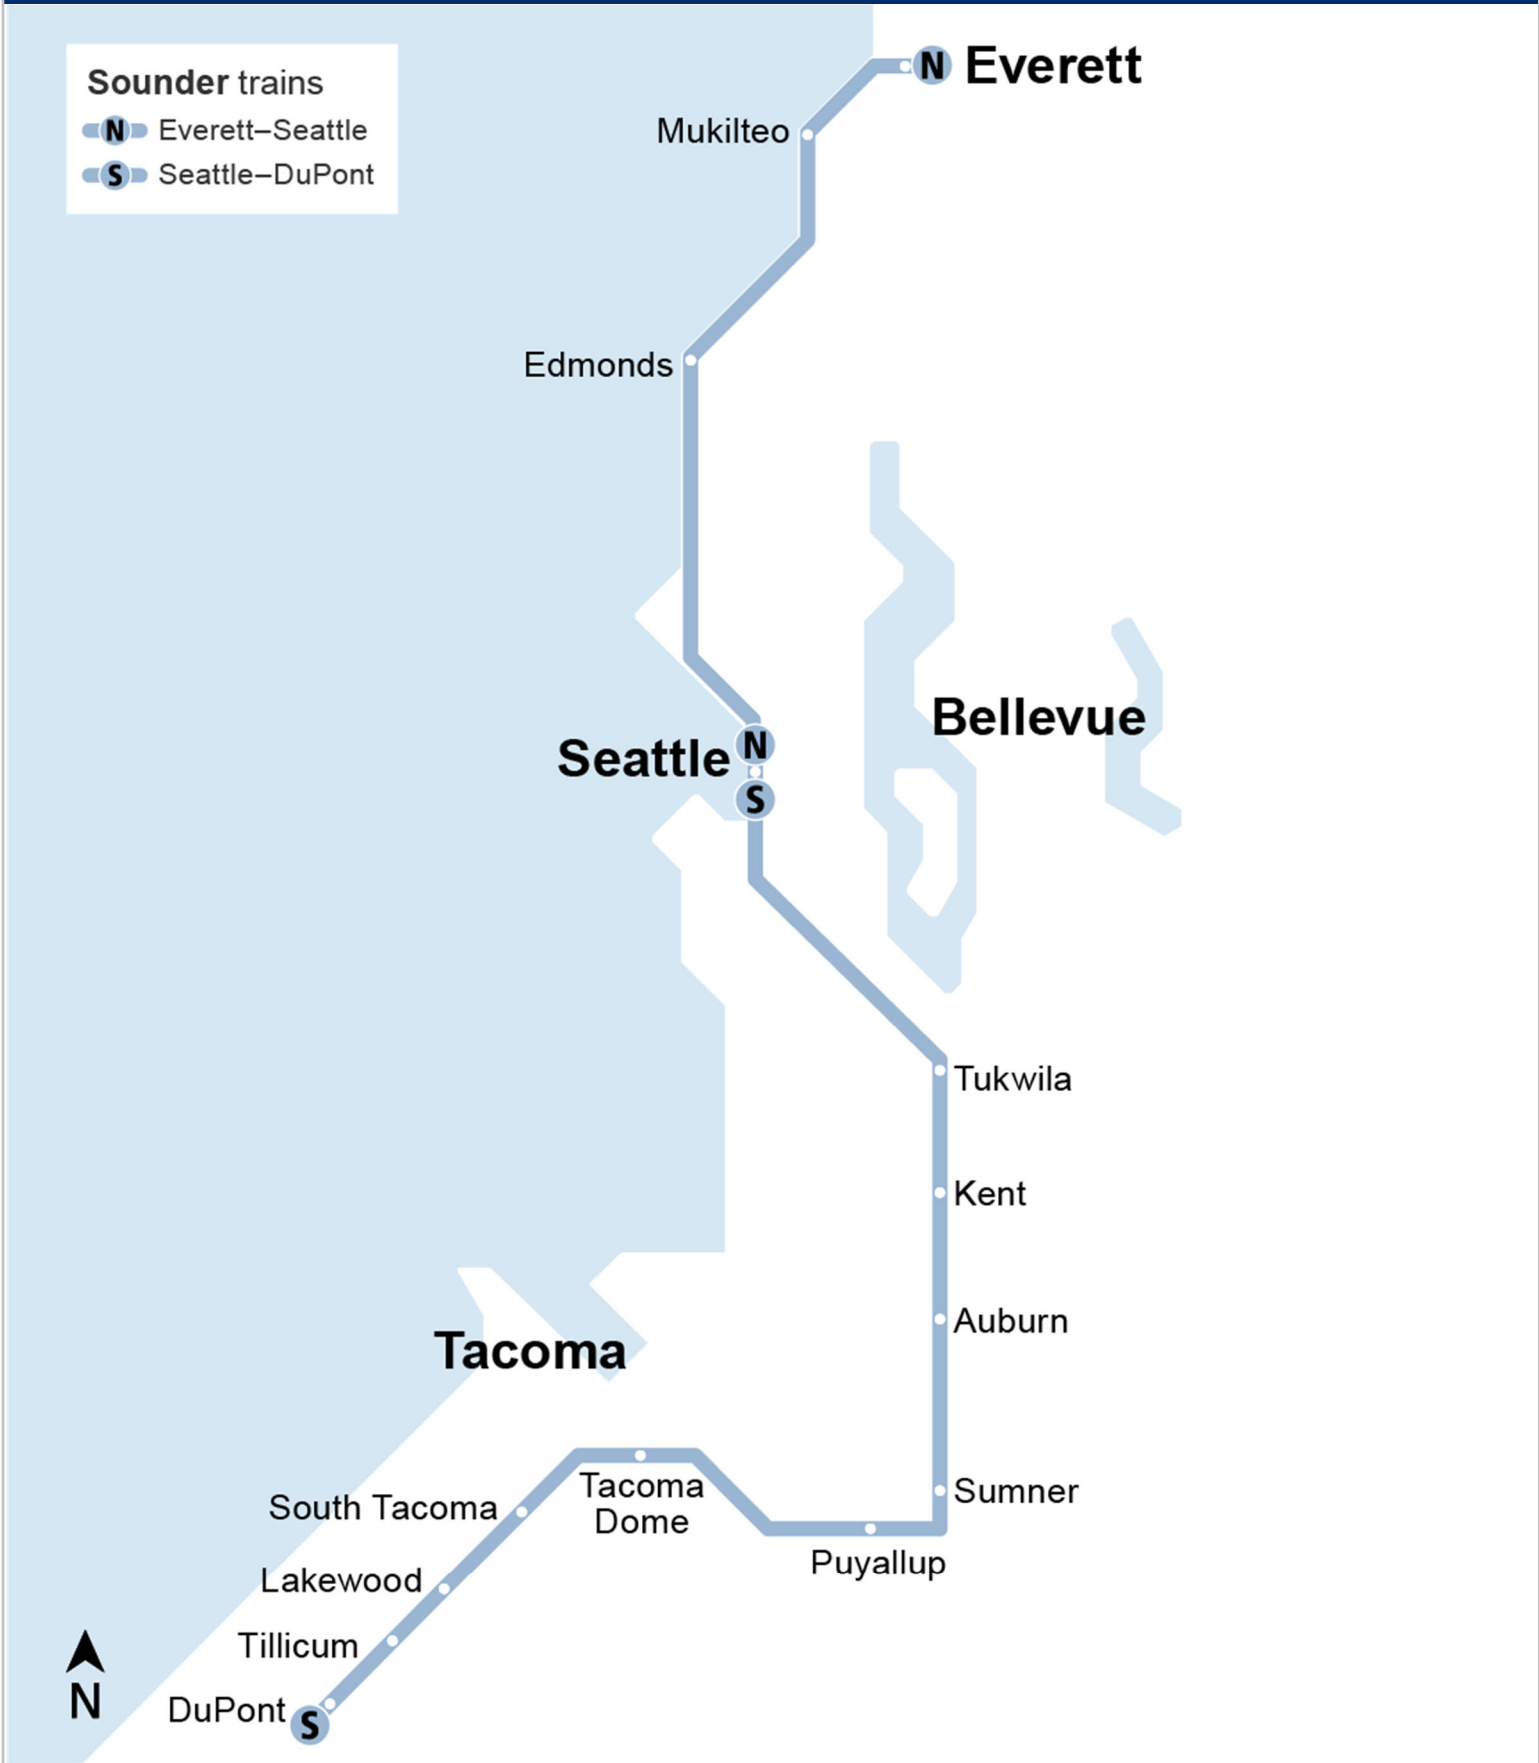 Sounder trains
N Everett–Seattle
S Seattle–DuPont
N Everett
Mukilteo
Edmonds
Bellevue
Seattle N
S
Tukwila
Kent
Auburn
Tacoma
Sumner
Tacoma
Dome
South Tacoma
Puyallup
Lakewood
Tillicum
DuPont S
N